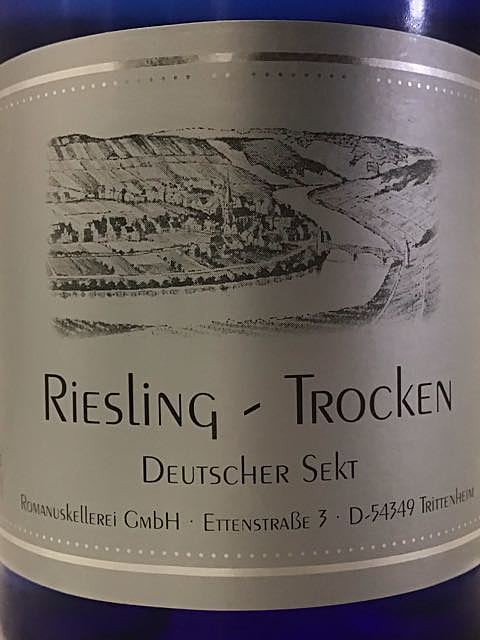 Riesling - Trocken
Deutscher Sekt
Romanuskellerei GmbH · Ettenstraße 3 · D-54349 Trittenheim